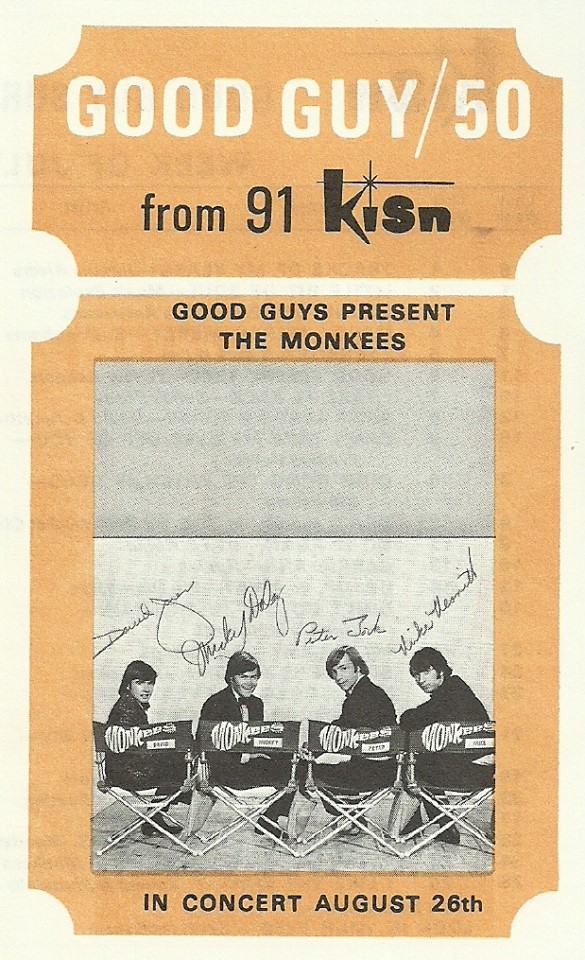 GOOD GUY/50
from 91 kisn
GOOD GUYS PRESENT
THE MONKEES
David Jones Micky Dolenz Peter Tork Mike Nesmith
MONKEES MONKEES MONKEES MONKEES
DAVID MICKEY PETER MIKE
IN CONCERT AUGUST 26th